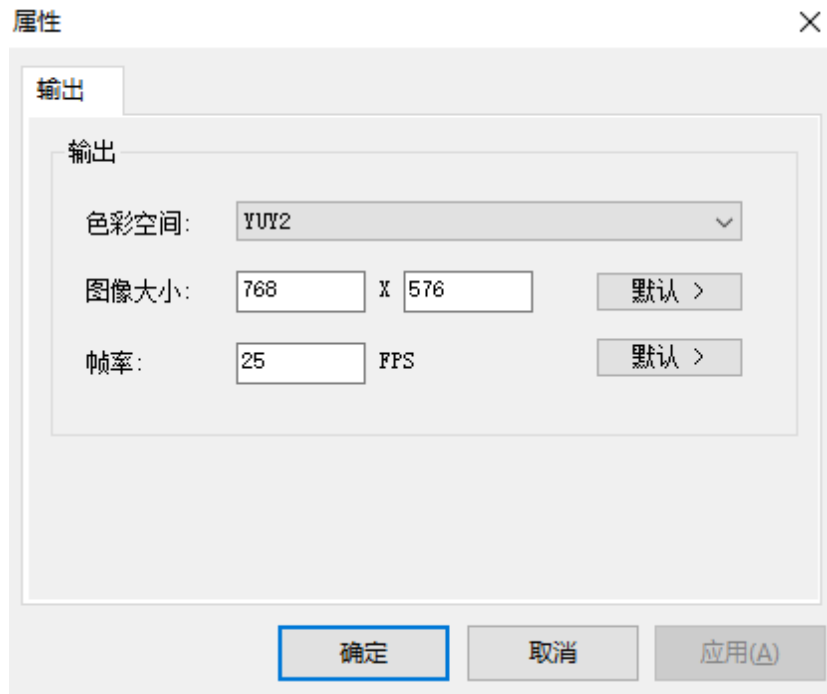 属性
输出
输出
色彩空间: YUY2
图像大小: 768 X 576 默认 >
帧率: 25 FPS 默认 >
确定 取消 应用(A)